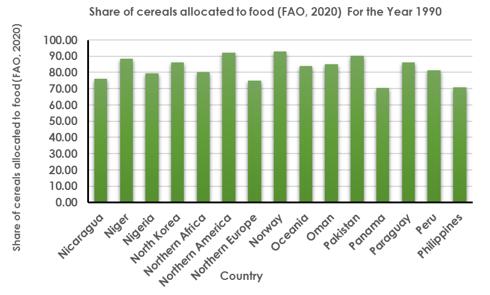 Share of cereals allocated to food (FAO, 2020)  For the Year 1990
Share of cereals allocated to food (FAO, 2020)
100.00
90.00
80.00
70.00
60.00
50.00
40.00
30.00
20.00
10.00
0.00
Nicaragua
Niger
Nigeria
North Korea
Northern Africa
Northern America
Northern Europe
Norway
Oceania
Oman
Pakistan
Panama
Paraguay
Peru
Philippines
Country